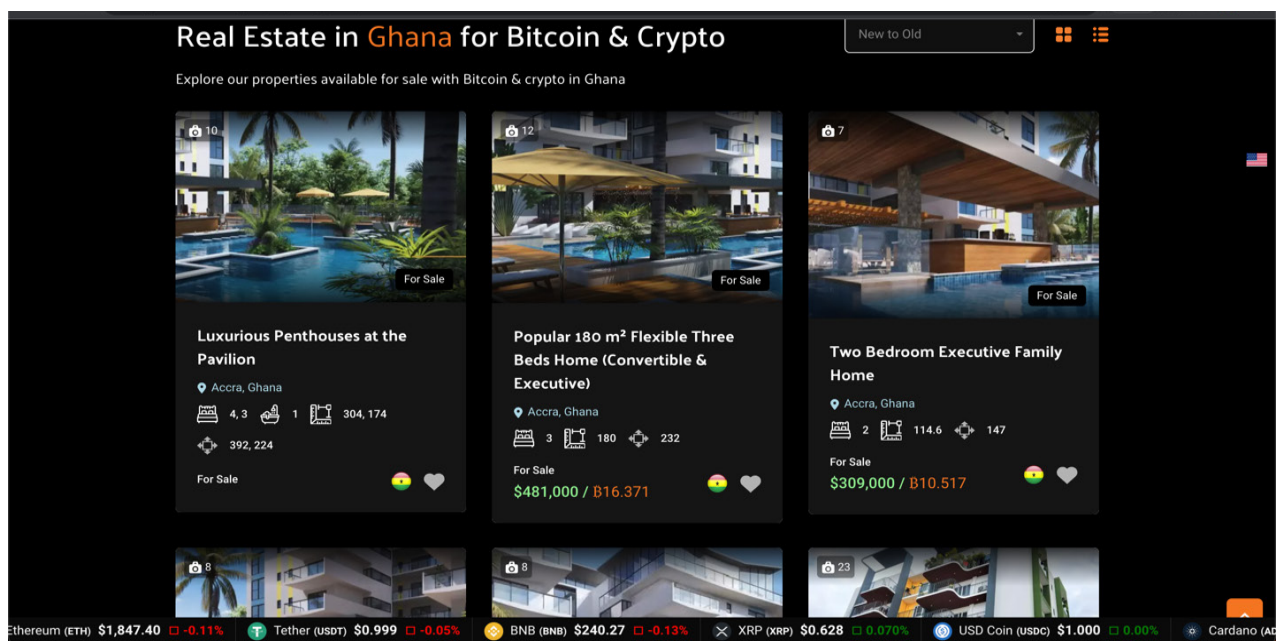 Real Estate in Ghana for Bitcoin & Crypto
New to Old
Explore our properties available for sale with Bitcoin & crypto in Ghana
10
For Sale
Luxurious Penthouses at the
Pavilion
Accra, Ghana
4, 3 1 304, 174
392, 224
For Sale
12
For Sale
Popular 180 m² Flexible Three
Beds Home (Convertible &
Executive)
Accra, Ghana
3 180 232
For Sale
$481,000 / ₿16.371
7
For Sale
Two Bedroom Executive Family
Home
Accra, Ghana
2 114.6 147
For Sale
$309,000 / ₿10.517
8
8
23
Ethereum (ETH) $1,847.40 -0.11% Tether (USDT) $0.999 -0.05% BNB (BNB) $240.27 -0.13% XRP (XRP) $0.628 0.070% USD Coin (USDC) $1.000 0.00% Cardano (AD